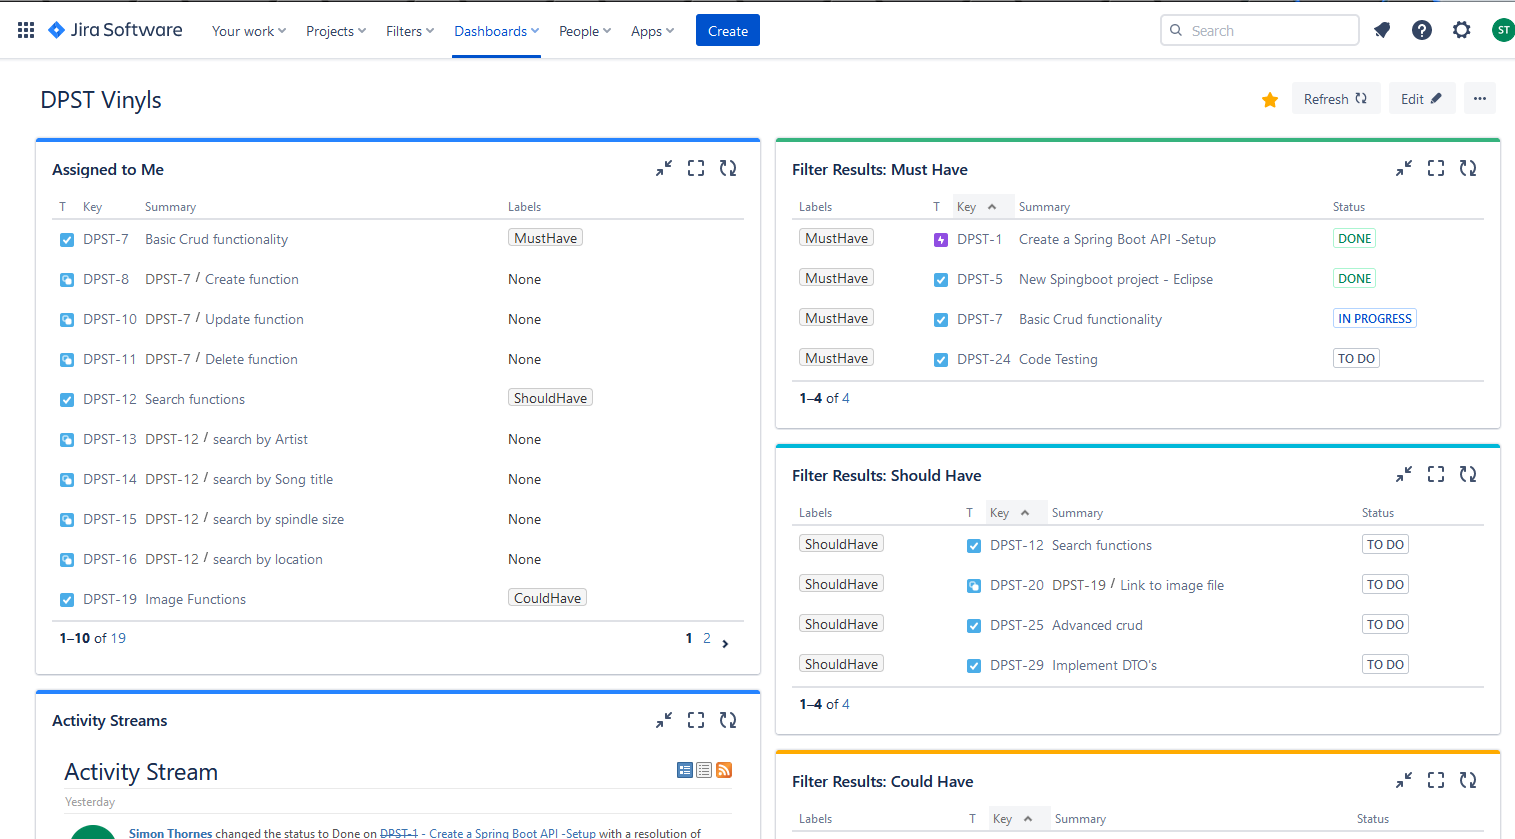 Jira Software Your work Projects Filters Dashboards People Apps Create Search ST
DPST Vinyls
Refresh Edit
Assigned to Me
T Key Summary Labels
DPST-7 Basic Crud functionality MustHave
DPST-8 DPST-7 / Create function None
DPST-10 DPST-7 / Update function None
DPST-11 DPST-7 / Delete function None
DPST-12 Search functions ShouldHave
DPST-13 DPST-12 / search by Artist None
DPST-14 DPST-12 / search by Song title None
DPST-15 DPST-12 / search by spindle size None
DPST-16 DPST-12 / search by location None
DPST-19 Image Functions CouldHave
1–10 of 19 1 2
Activity Streams
Activity Stream
Yesterday
Simon Thornes changed the status to Done on DPST-1 - Create a Spring Boot API -Setup with a resolution of
Filter Results: Must Have
Labels T Key Summary Status
MustHave DPST-1 Create a Spring Boot API -Setup DONE
MustHave DPST-5 New Spingboot project - Eclipse DONE
MustHave DPST-7 Basic Crud functionality IN PROGRESS
MustHave DPST-24 Code Testing TO DO
1–4 of 4
Filter Results: Should Have
Labels T Key Summary Status
ShouldHave DPST-12 Search functions TO DO
ShouldHave DPST-20 DPST-19 / Link to image file TO DO
ShouldHave DPST-25 Advanced crud TO DO
ShouldHave DPST-29 Implement DTO's TO DO
1–4 of 4
Filter Results: Could Have
Labels T Key Summary Status